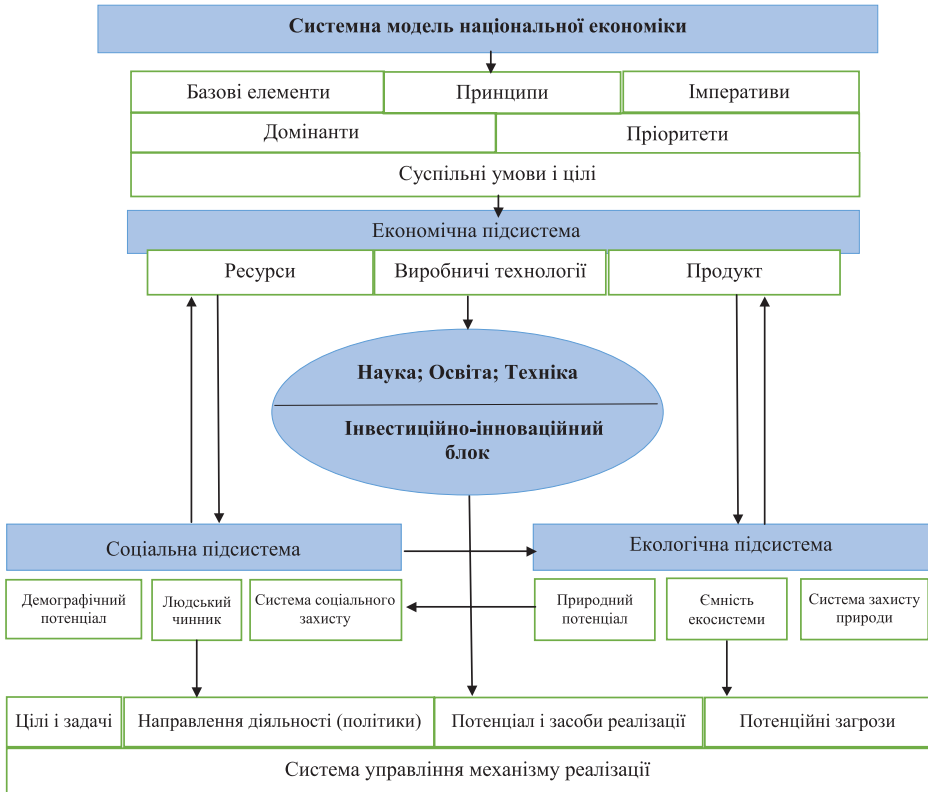 Системна модель національної економіки
Базові елементи
Принципи
Імперативи
Домінанти
Пріоритети
Суспільні умови і цілі
Економічна підсистема
Ресурси
Виробничі технології
Продукт
Наука; Освіта; Техніка
Інвестиційно-інноваційний
блок
Соціальна підсистема
Екологічна підсистема
Демографічний
потенціал
Людський
чинник
Система соціального
захисту
Природний
потенціал
Ємність
екосистеми
Система захисту
природи
Цілі і задачі
Направлення діяльності (політики)
Потенціал і засоби реалізації
Потенційні загрози
Система управління механізму реалізації